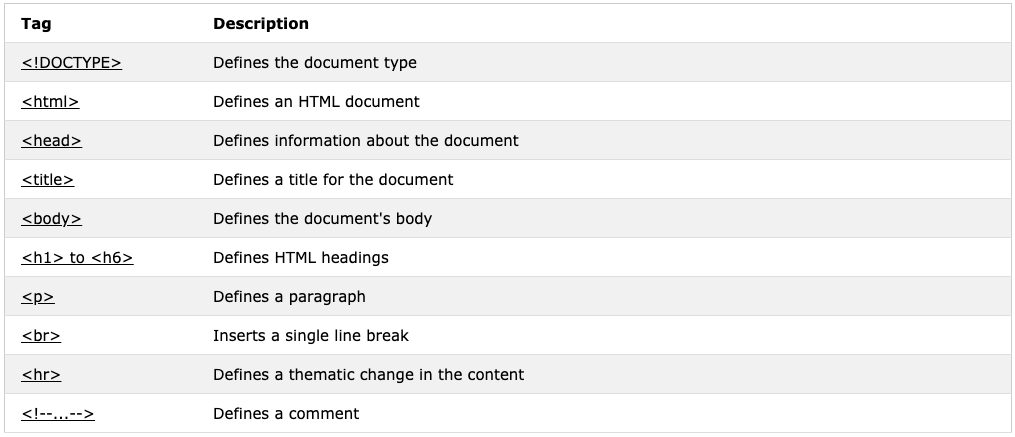 Tag Description
<!DOCTYPE> Defines the document type
<html> Defines an HTML document
<head> Defines information about the document
<title> Defines a title for the document
<body> Defines the document's body
<h1> to <h6> Defines HTML headings
<p> Defines a paragraph
<br> Inserts a single line break
<hr> Defines a thematic change in the content
<!--...--> Defines a comment